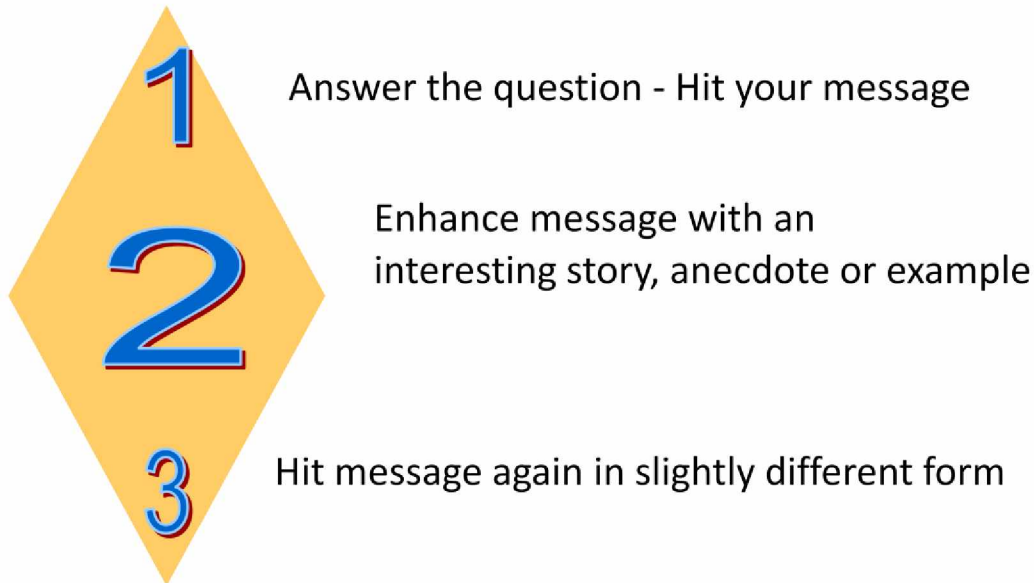 1
Answer the question - Hit your message
2
Enhance message with an
interesting story, anecdote or example
3
Hit message again in slightly different form